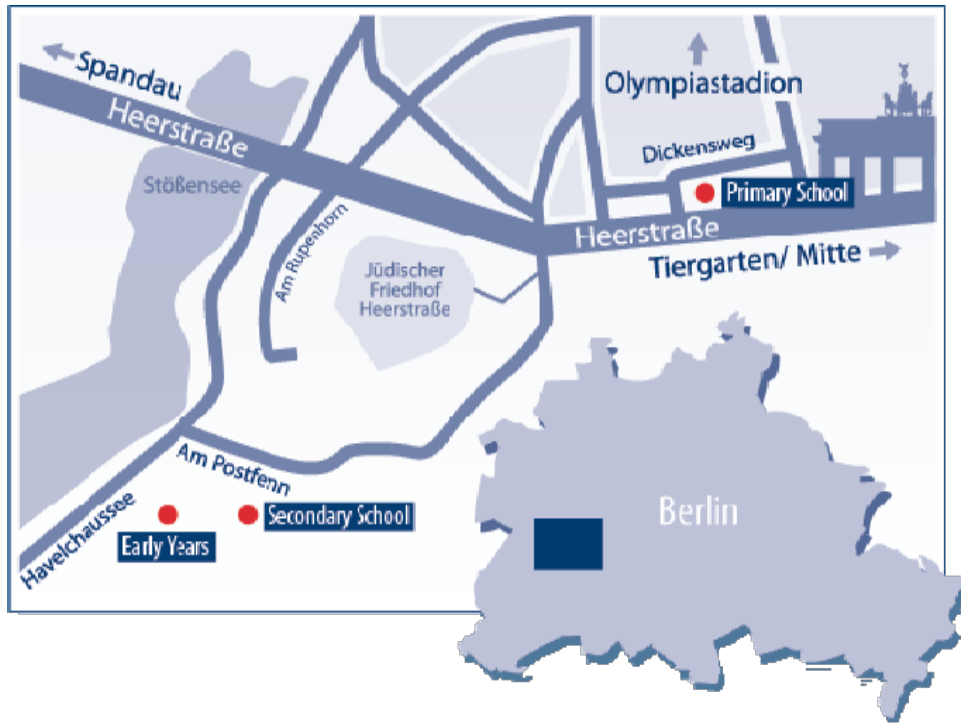 Spandau
Heerstraße
Olympiastadion
Dickensweg
Stößensee
Primary School
Am Rupenhorn
Heerstraße
Jüdischer
Friedhof
Heerstraße
Tiergarten/ Mitte
Am Postfenn
Havelchaussee
Secondary School
Early Years
Berlin